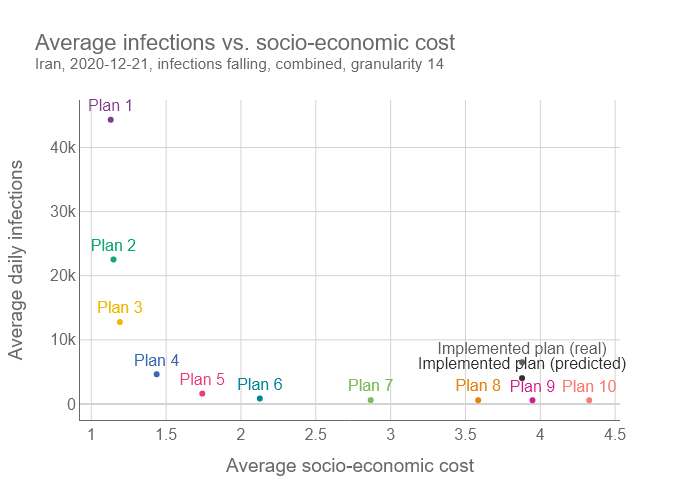 Average infections vs. socio-economic cost
Iran, 2020-12-21, infections falling, combined, granularity 14
Plan 1
40k
30k
Plan 2
20k
Plan 3
10k
Implemented plan (real)
Implemented plan (predicted)
Plan 4
Plan 5
Plan 6
Plan 7
Plan 8
Plan 9
Plan 10
0
1
1.5
2
2.5
3
3.5
4
4.5
Average daily infections
Average socio-economic cost